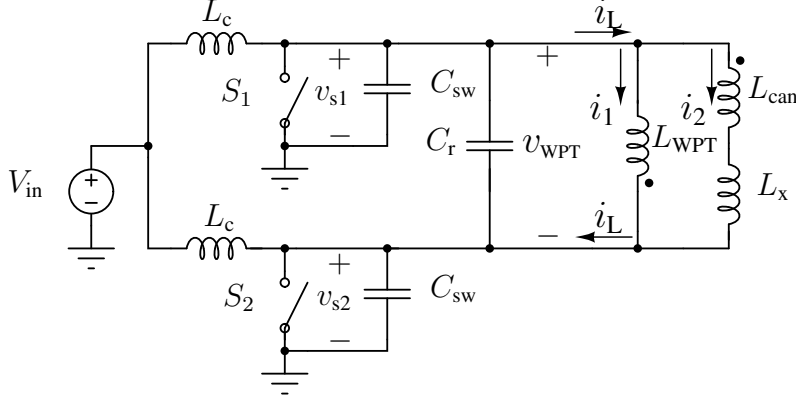 L_c
i_L
+
+
S_1
v_s1
C_sw
L_can
i_1
i_2
−
C_r
v_WPT
L_WPT
V_in
+
−
L_x
L_c
−
i_L
+
S_2
v_s2
C_sw
−